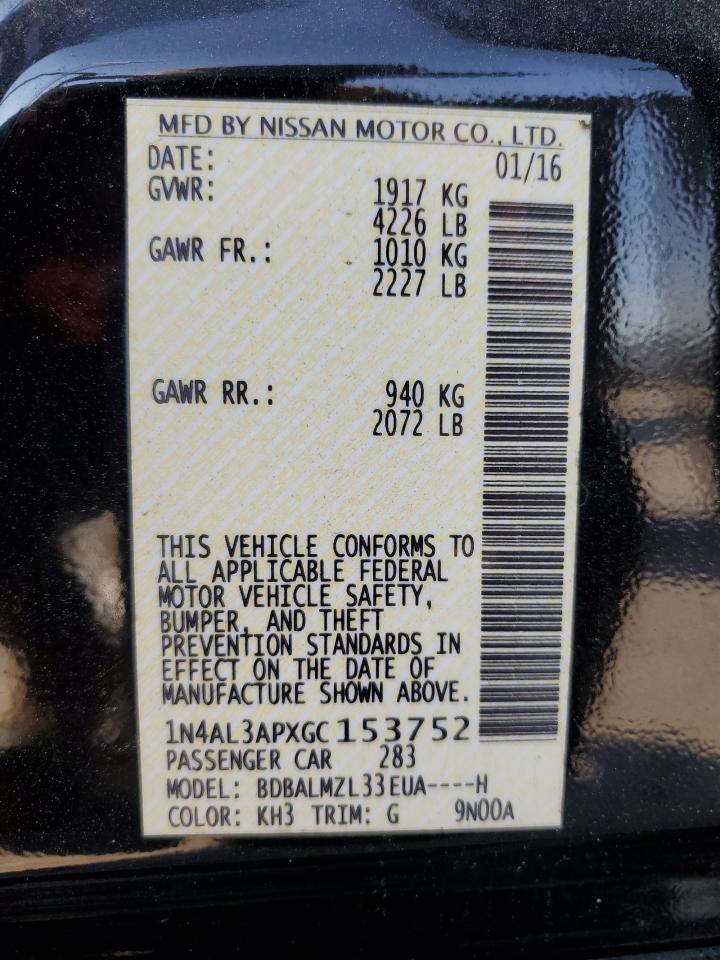 MFD BY NISSAN MOTOR CO., LTD.
DATE: 01/16
GVWR: 1917 KG
4226 LB
GAWR FR.: 1010 KG
2227 LB
GAWR RR.: 940 KG
2072 LB
THIS VEHICLE CONFORMS TO
ALL APPLICABLE FEDERAL
MOTOR VEHICLE SAFETY,
BUMPER, AND THEFT
PREVENTION STANDARDS IN
EFFECT ON THE DATE OF
MANUFACTURE SHOWN ABOVE.
1N4AL3APXGC153752
PASSENGER CAR 283
MODEL: BDBALMZL33EUA----H
COLOR: KH3 TRIM: G 9N00A